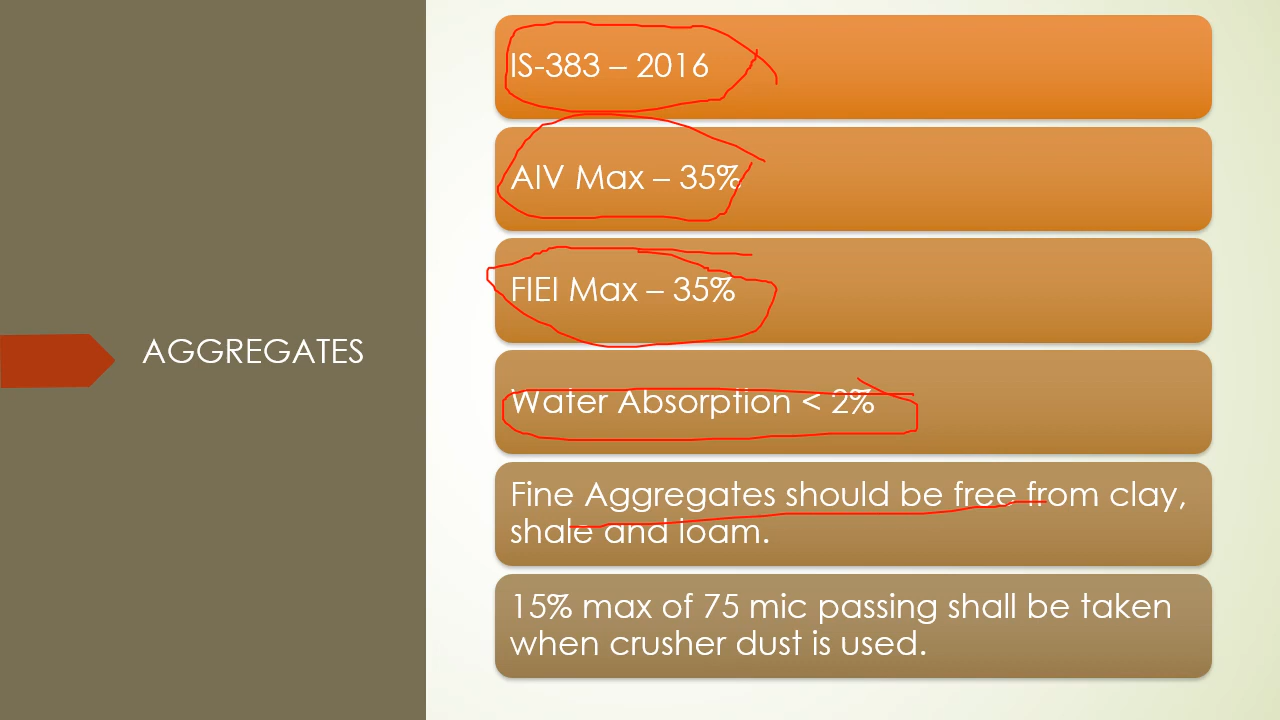 AGGREGATES
IS-383 – 2016
AIV Max – 35%
FIEI Max – 35%
Water Absorption < 2%
Fine Aggregates should be free from clay,
shale and loam.
15% max of 75 mic passing shall be taken
when crusher dust is used.